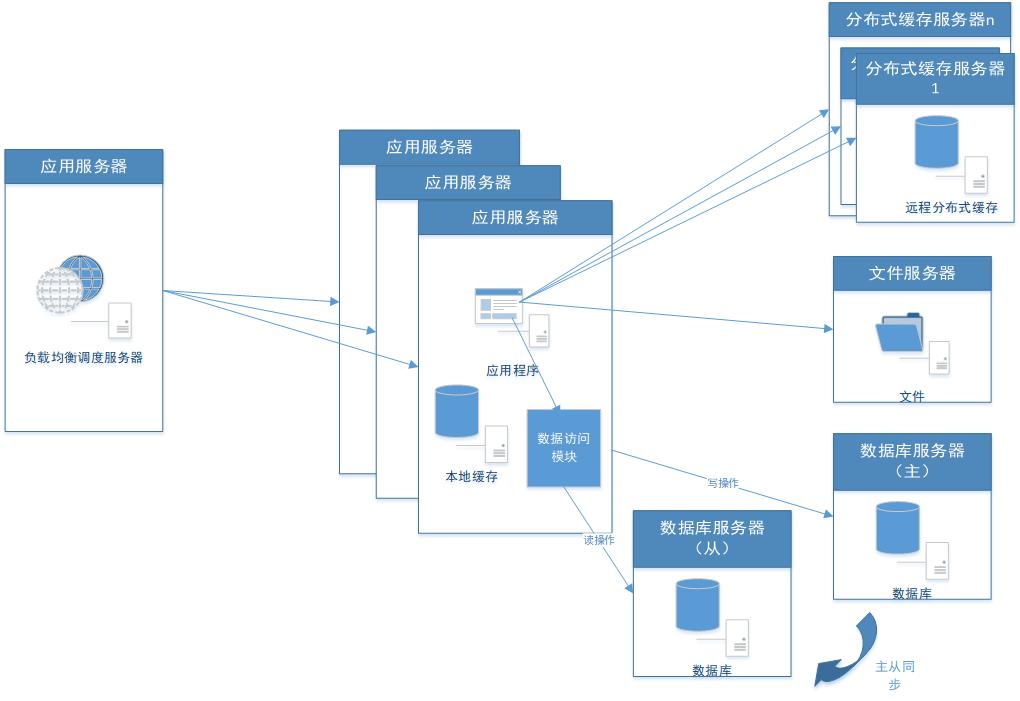 分布式缓存服务器n
分布式缓存服务器
1
远程分布式缓存
应用服务器
负载均衡调度服务器
应用服务器
应用服务器
应用服务器
应用程序
本地缓存
数据访问
模块
文件服务器
文件
数据库服务器
（主）
数据库
写操作
读操作
数据库服务器
（从）
数据库
主从同
步